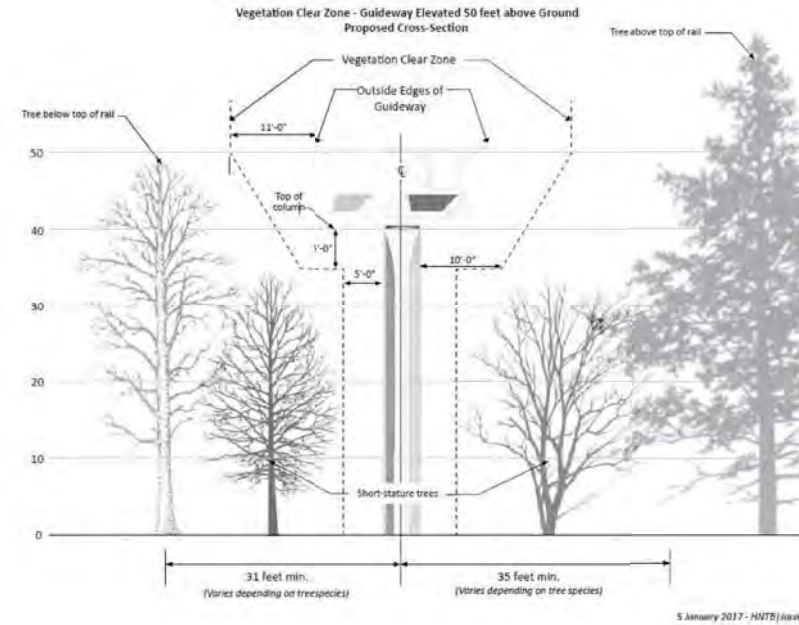 Vegetation Clear Zone - Guideway Elevated 50 feet above Ground
Proposed Cross-Section
Tree above top of rail
Vegetation Clear Zone
Outside Edges of
Guideway
Tree below top of rail
11'-0"
50
℄
Top of
column
40
'-0"
10'-0"
5'-0"
30
20
10
Short-stature trees
0
31 feet min.
(Varies depending on treespecies)
35 feet min.
(Varies depending on tree species)
5 January 2017 - HNTB|